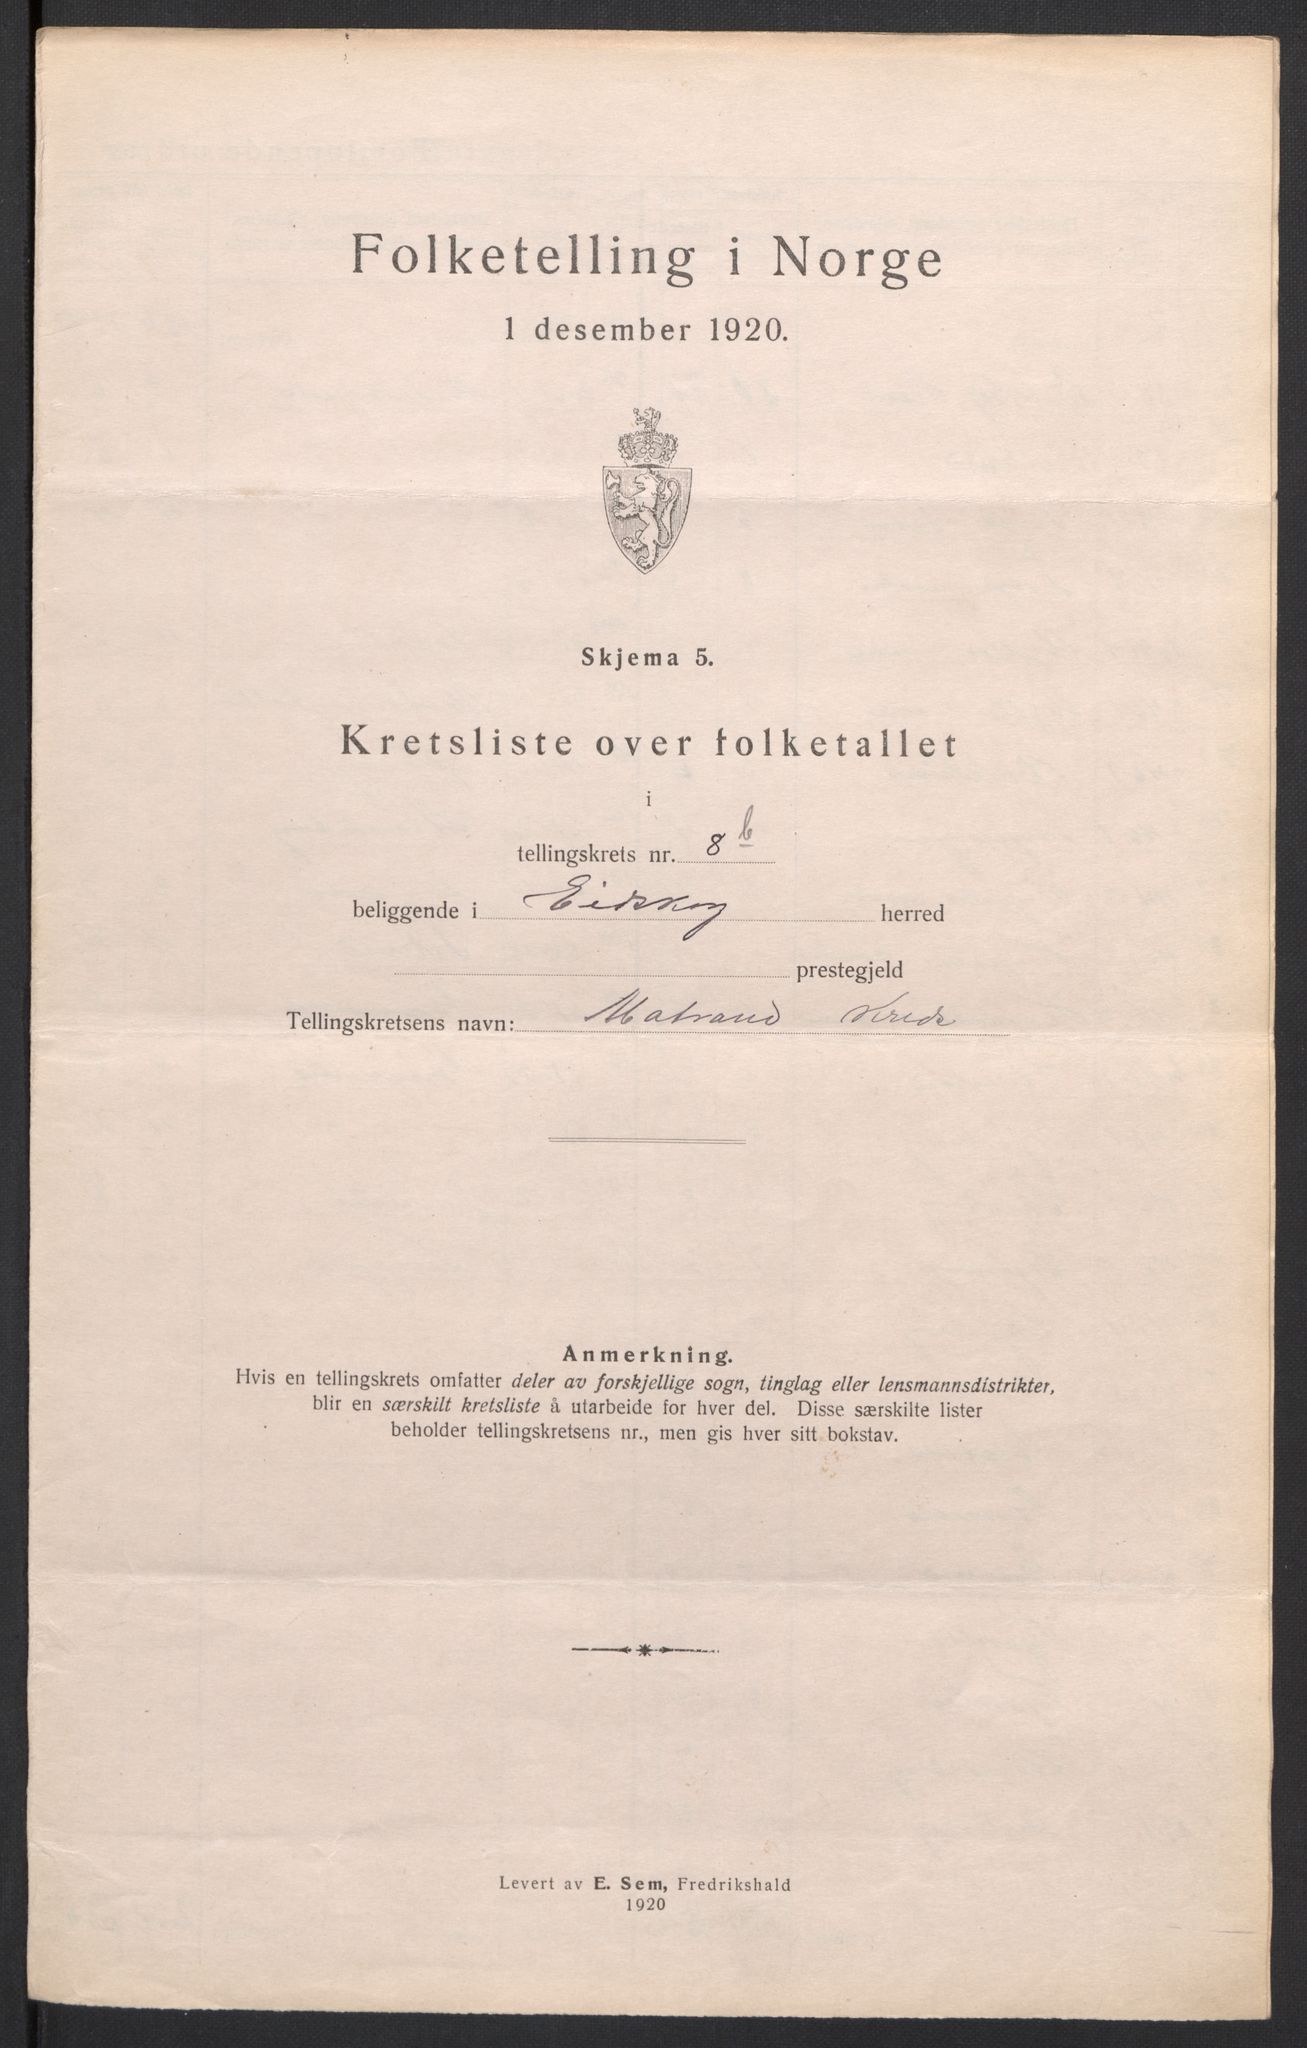 Folketelling i Norge
1 desember 1920.
Skjema 5.
Kretsliste over folketallet
i
tellingskrets nr. 8 b
beliggende i Eidskog herred
prestegjeld
Tellingskretsens navn: Matrand Kreds
Anmerkning.
Hvis en tellingskrets omfatter deler av forskjellige sogn, tinglag eller lensmannsdistrikter,
blir en særskilt kretsliste å utarbeide for hver del. Disse særskilte lister
beholder tellingskretsens nr., men gis hver sitt bokstav.
Levert av E. Sem, Fredrikshald
1920